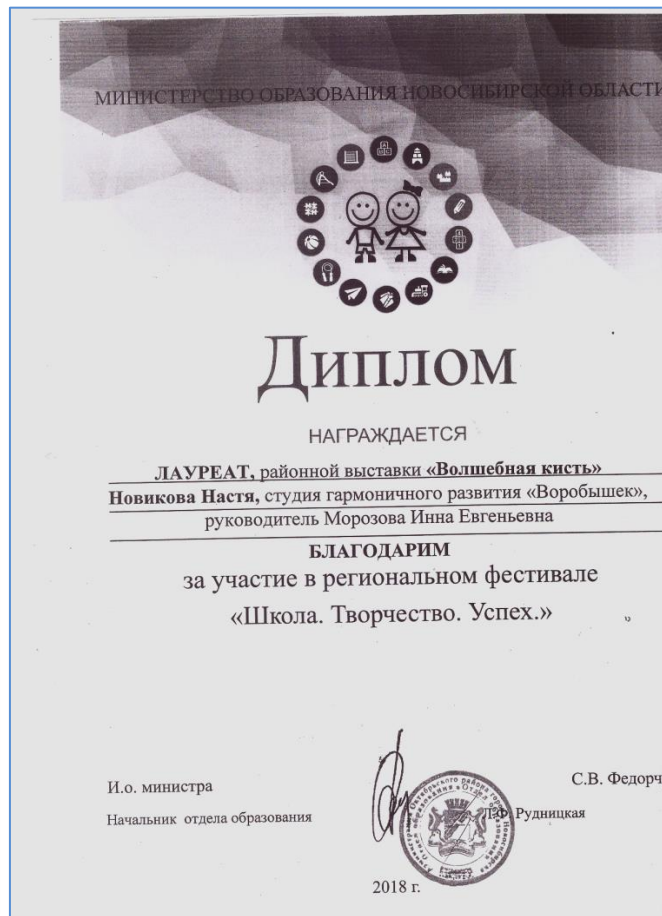 МИНИСТЕРСТВО ОБРАЗОВАНИЯ НОВОСИБИРСКОЙ ОБЛАСТИ
Диплом
НАГРАЖДАЕТСЯ
ЛАУРЕАТ, районной выставки «Волшебная кисть»
Новикова Настя, студия гармоничного развития «Воробышек»,
руководитель Морозова Инна Евгеньевна
БЛАГОДАРИМ
за участие в региональном фестивале
«Школа. Творчество. Успех.»
И.о. министра
С.В. Федорч
Начальник отдела образования
Л.Ф. Рудницкая
2018 г.